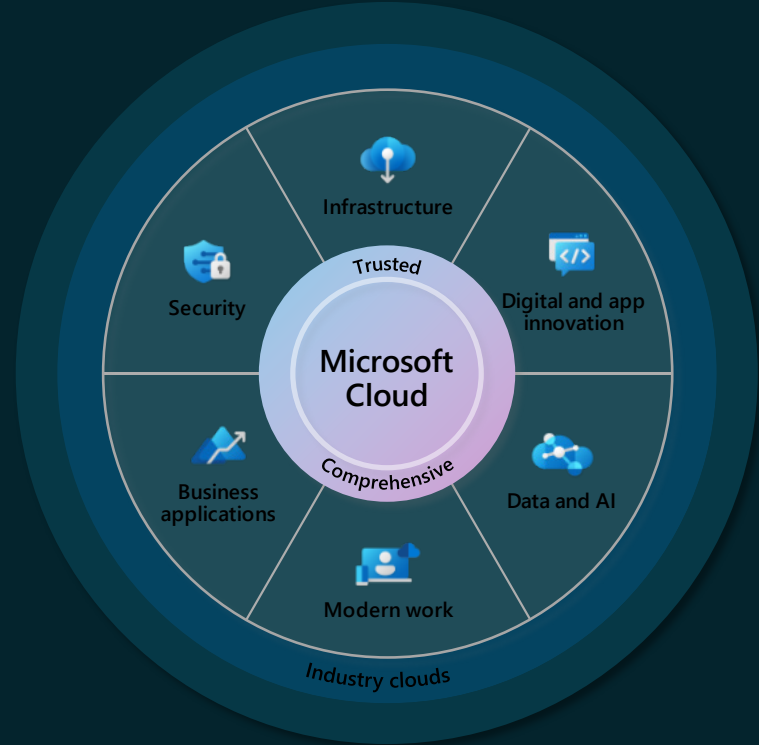 Infrastructure
Digital and app
innovation
Data and AI
Modern work
Business
applications
Security
Trusted
Microsoft
Cloud
Comprehensive
Industry clouds